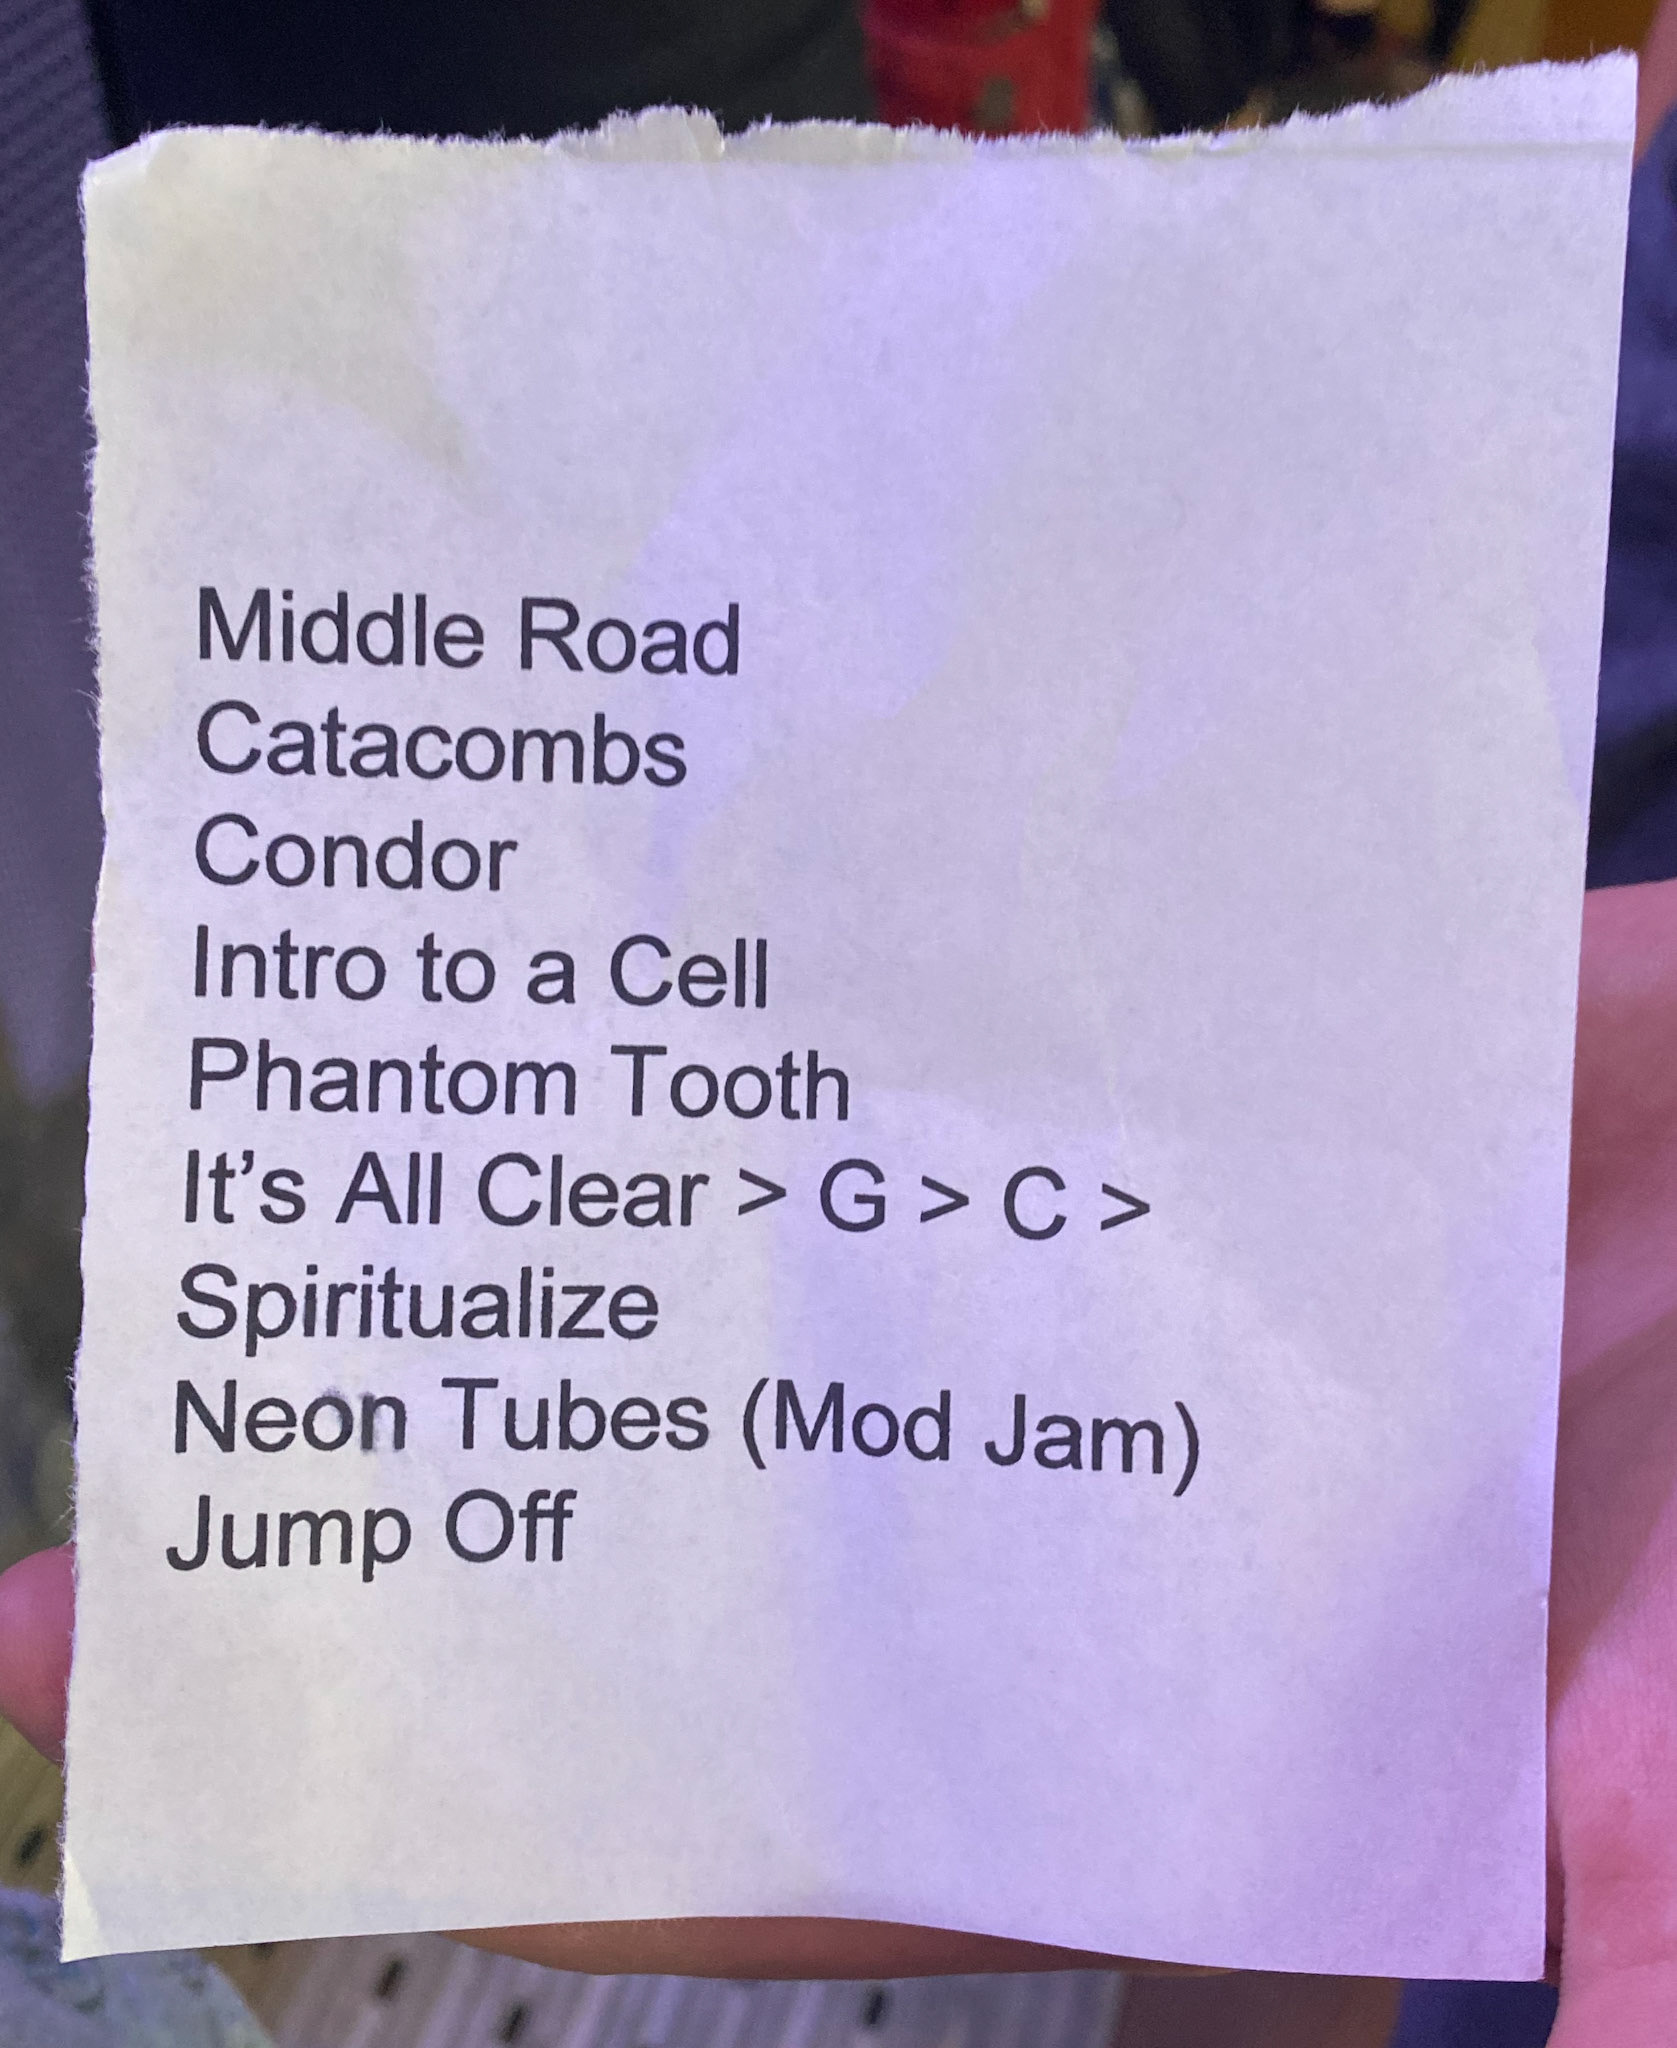 Middle Road
Catacombs
Condor
Intro to a Cell
Phantom Tooth
It’s All Clear > G > C >
Spiritualize
Neon Tubes (Mod Jam)
Jump Off